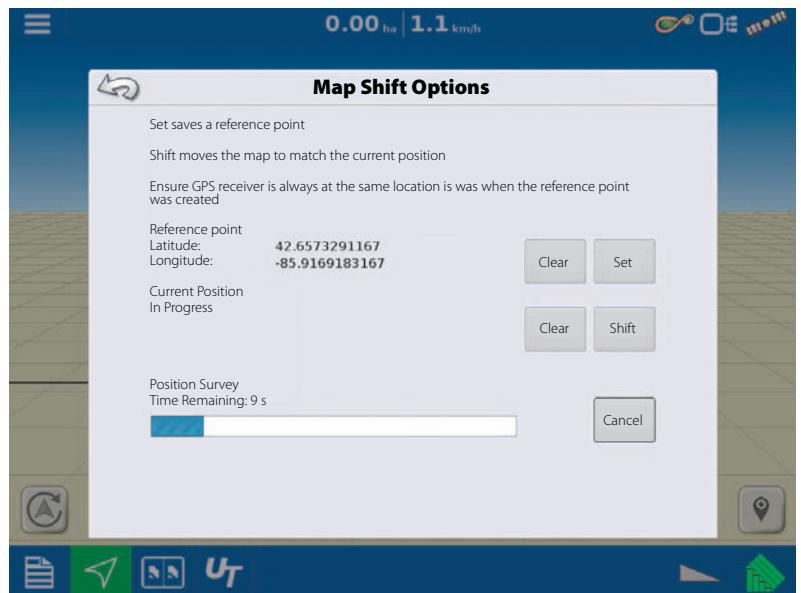 0.00 ha 1.1 km/h
Map Shift Options
Set saves a reference point
Shift moves the map to match the current position
Ensure GPS receiver is always at the same location is was when the reference point
was created
Reference point
Latitude: 42.6573291167
Longitude: -85.9169183167
Clear Set
Current Position
In Progress
Clear Shift
Position Survey
Time Remaining: 9 s
Cancel
UT